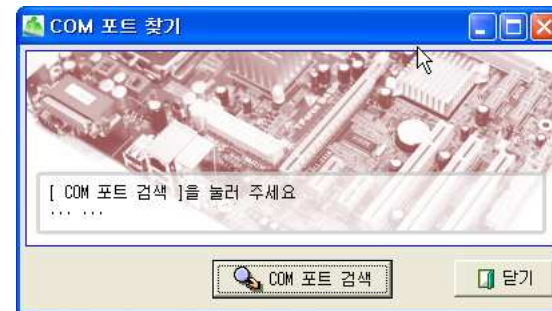 COM 포트 찾기
[ COM 포트 검색 ]을 눌러 주세요
... ...
COM 포트 검색
닫기